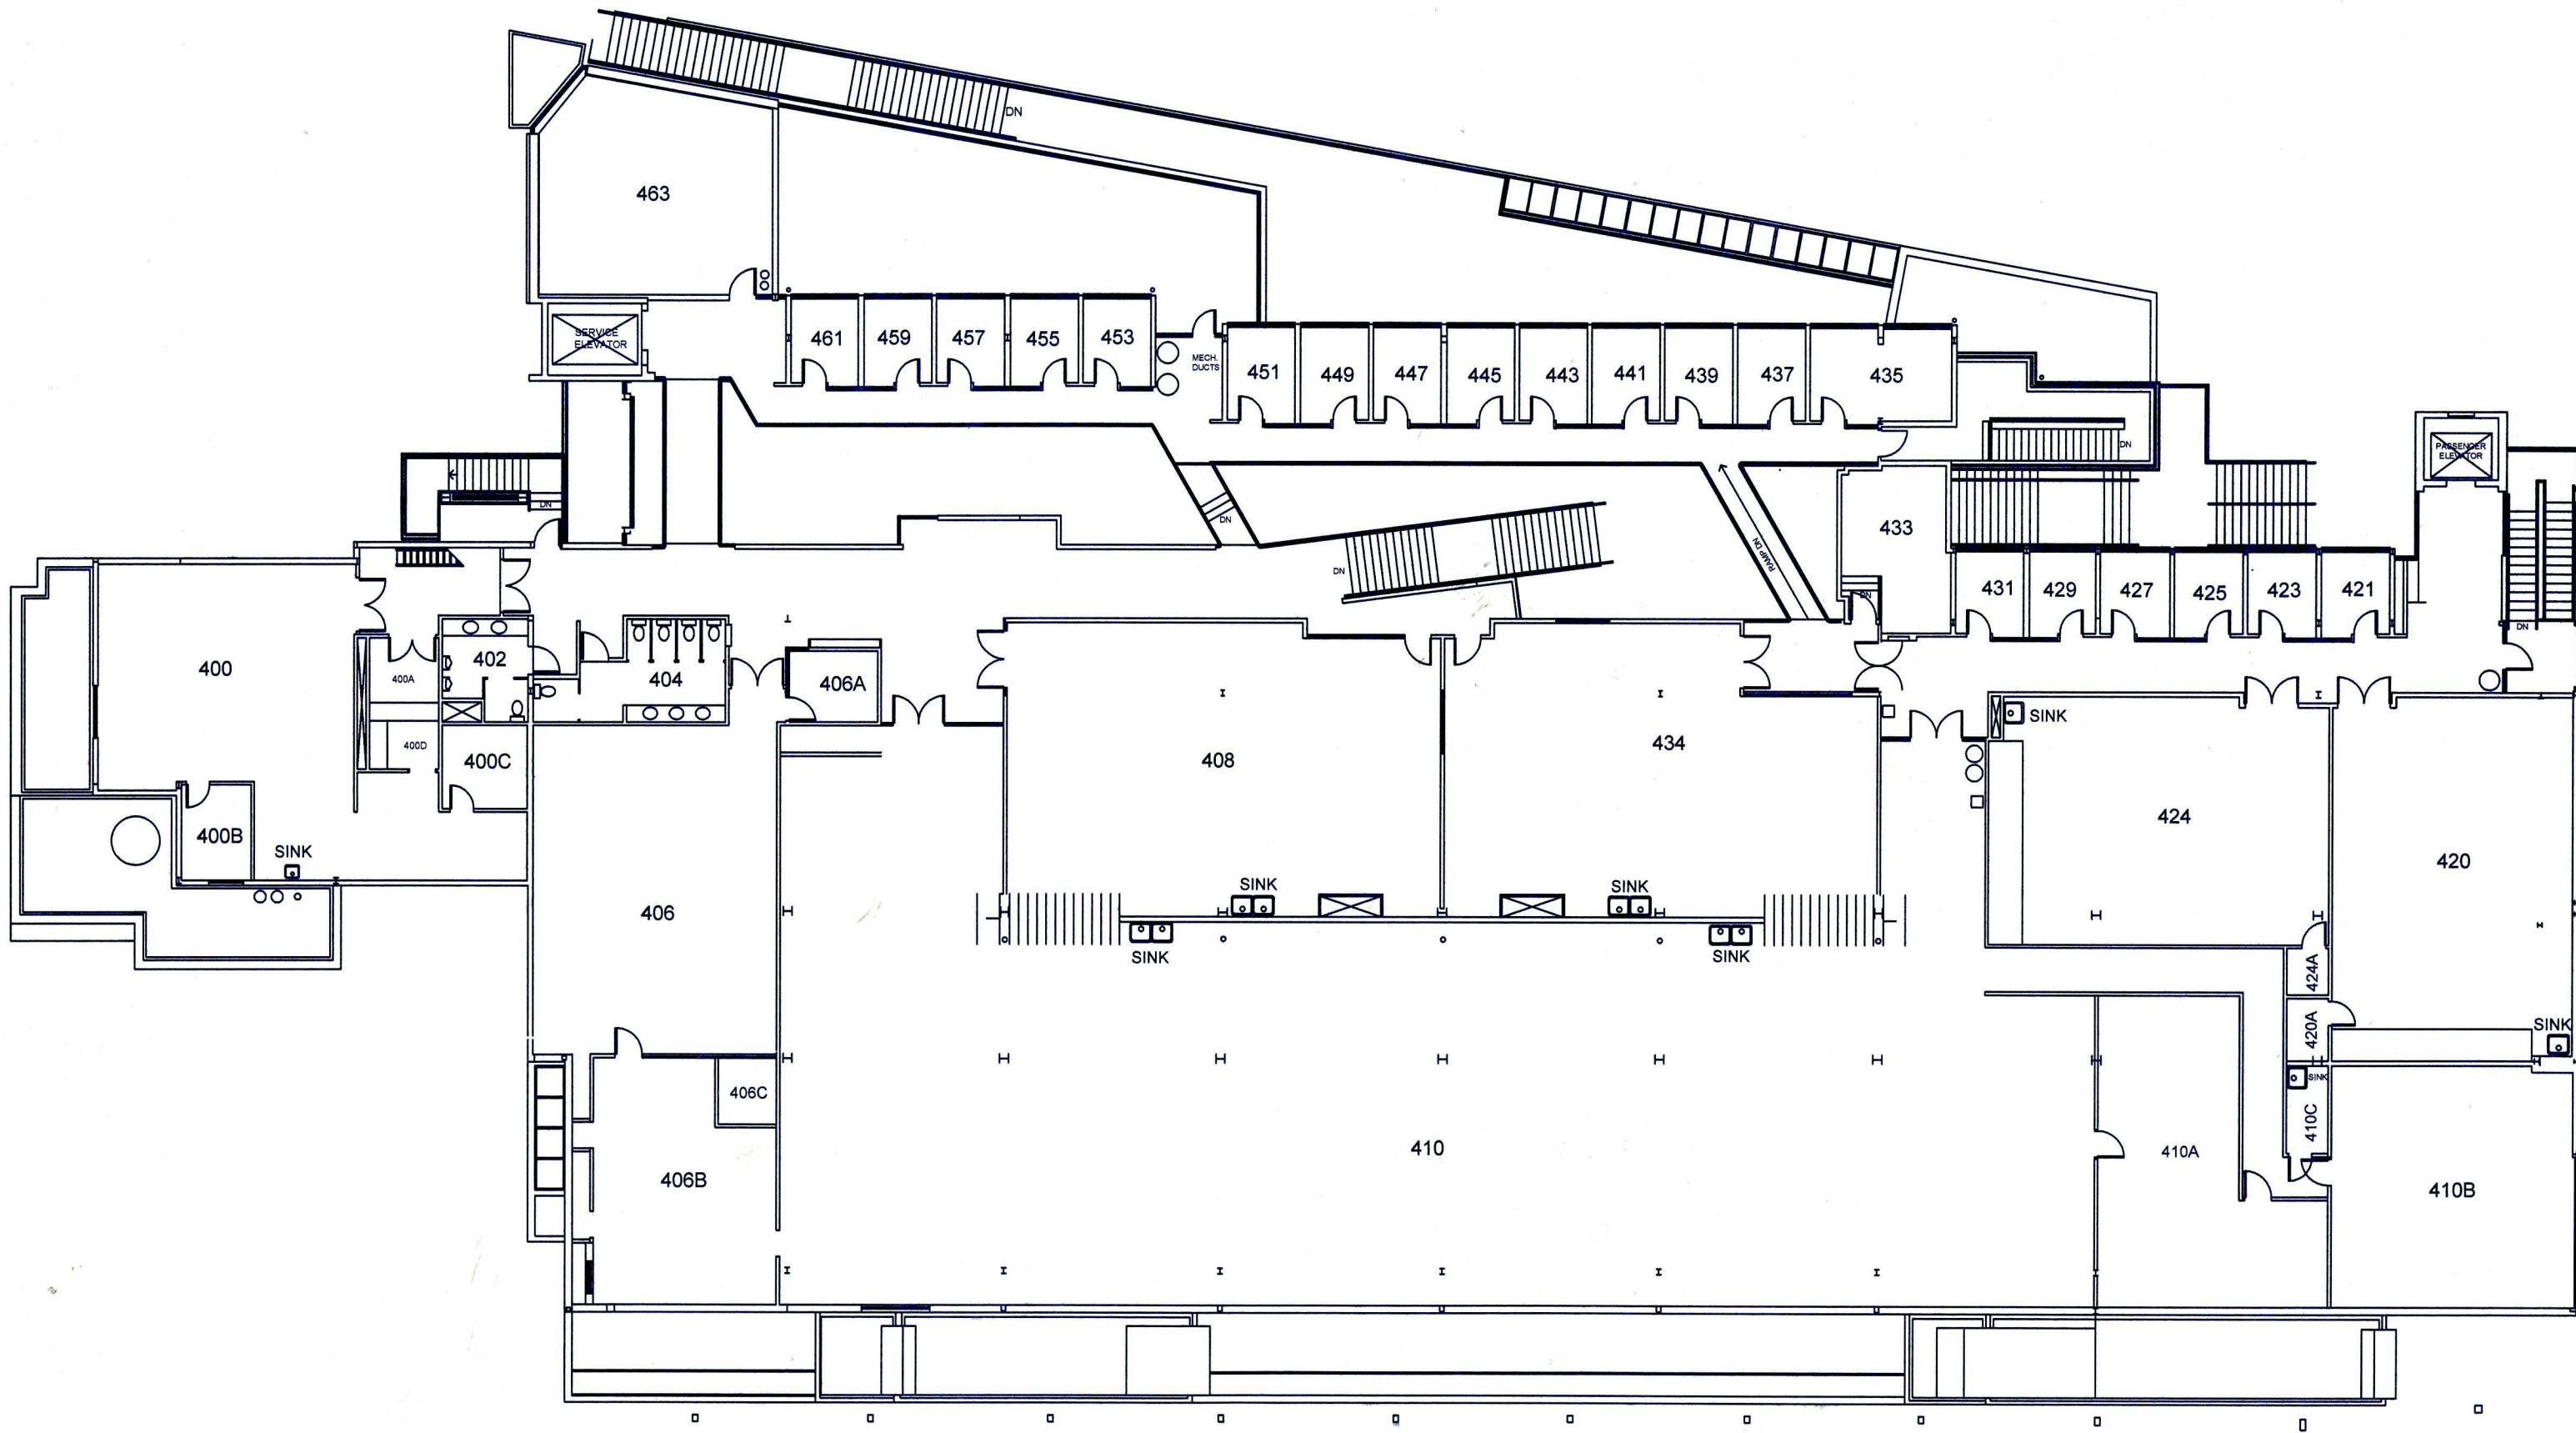 DN
463
SERVICE
ELEVATOR
461
459
457
455
453
MECH.
DUCTS
451
449
447
445
443
441
439
437
435
DN
PASSENGER
ELEVATOR
DN
DN
DN
RAMP DN
433
DN
431
429
427
425
423
421
DN
400
400A
402
404
406A
400D
400C
400B
SINK
408
434
SINK
424
420
406
SINK
SINK
SINK
SINK
424A
420A
SINK
SINK
410C
406C
406B
410
410A
410B